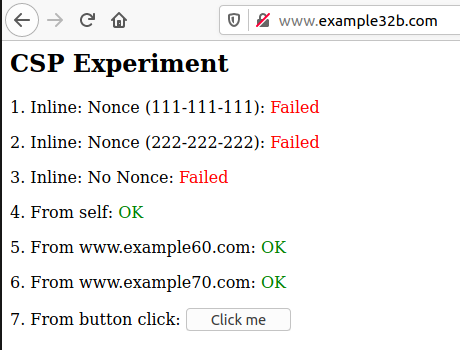 www.example32b.com
CSP Experiment
1. Inline: Nonce (111-111-111): Failed
2. Inline: Nonce (222-222-222): Failed
3. Inline: No Nonce: Failed
4. From self: OK
5. From www.example60.com: OK
6. From www.example70.com: OK
7. From button click: Click me